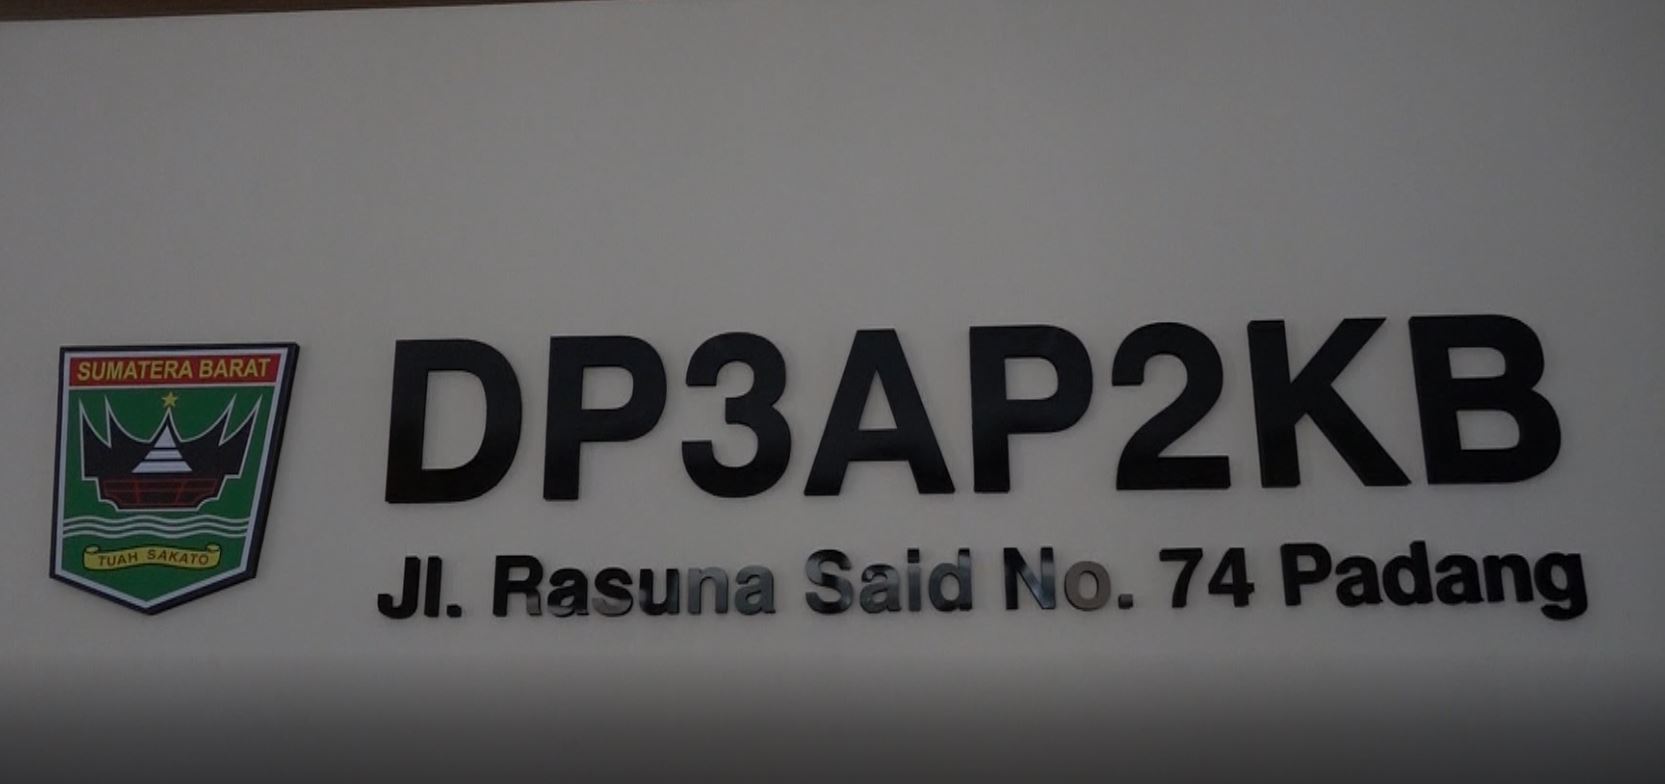 SUMATERA BARAT
TUAH SAKATO
DP3AP2KB
Jl. Rasuna Said No. 74 Padang